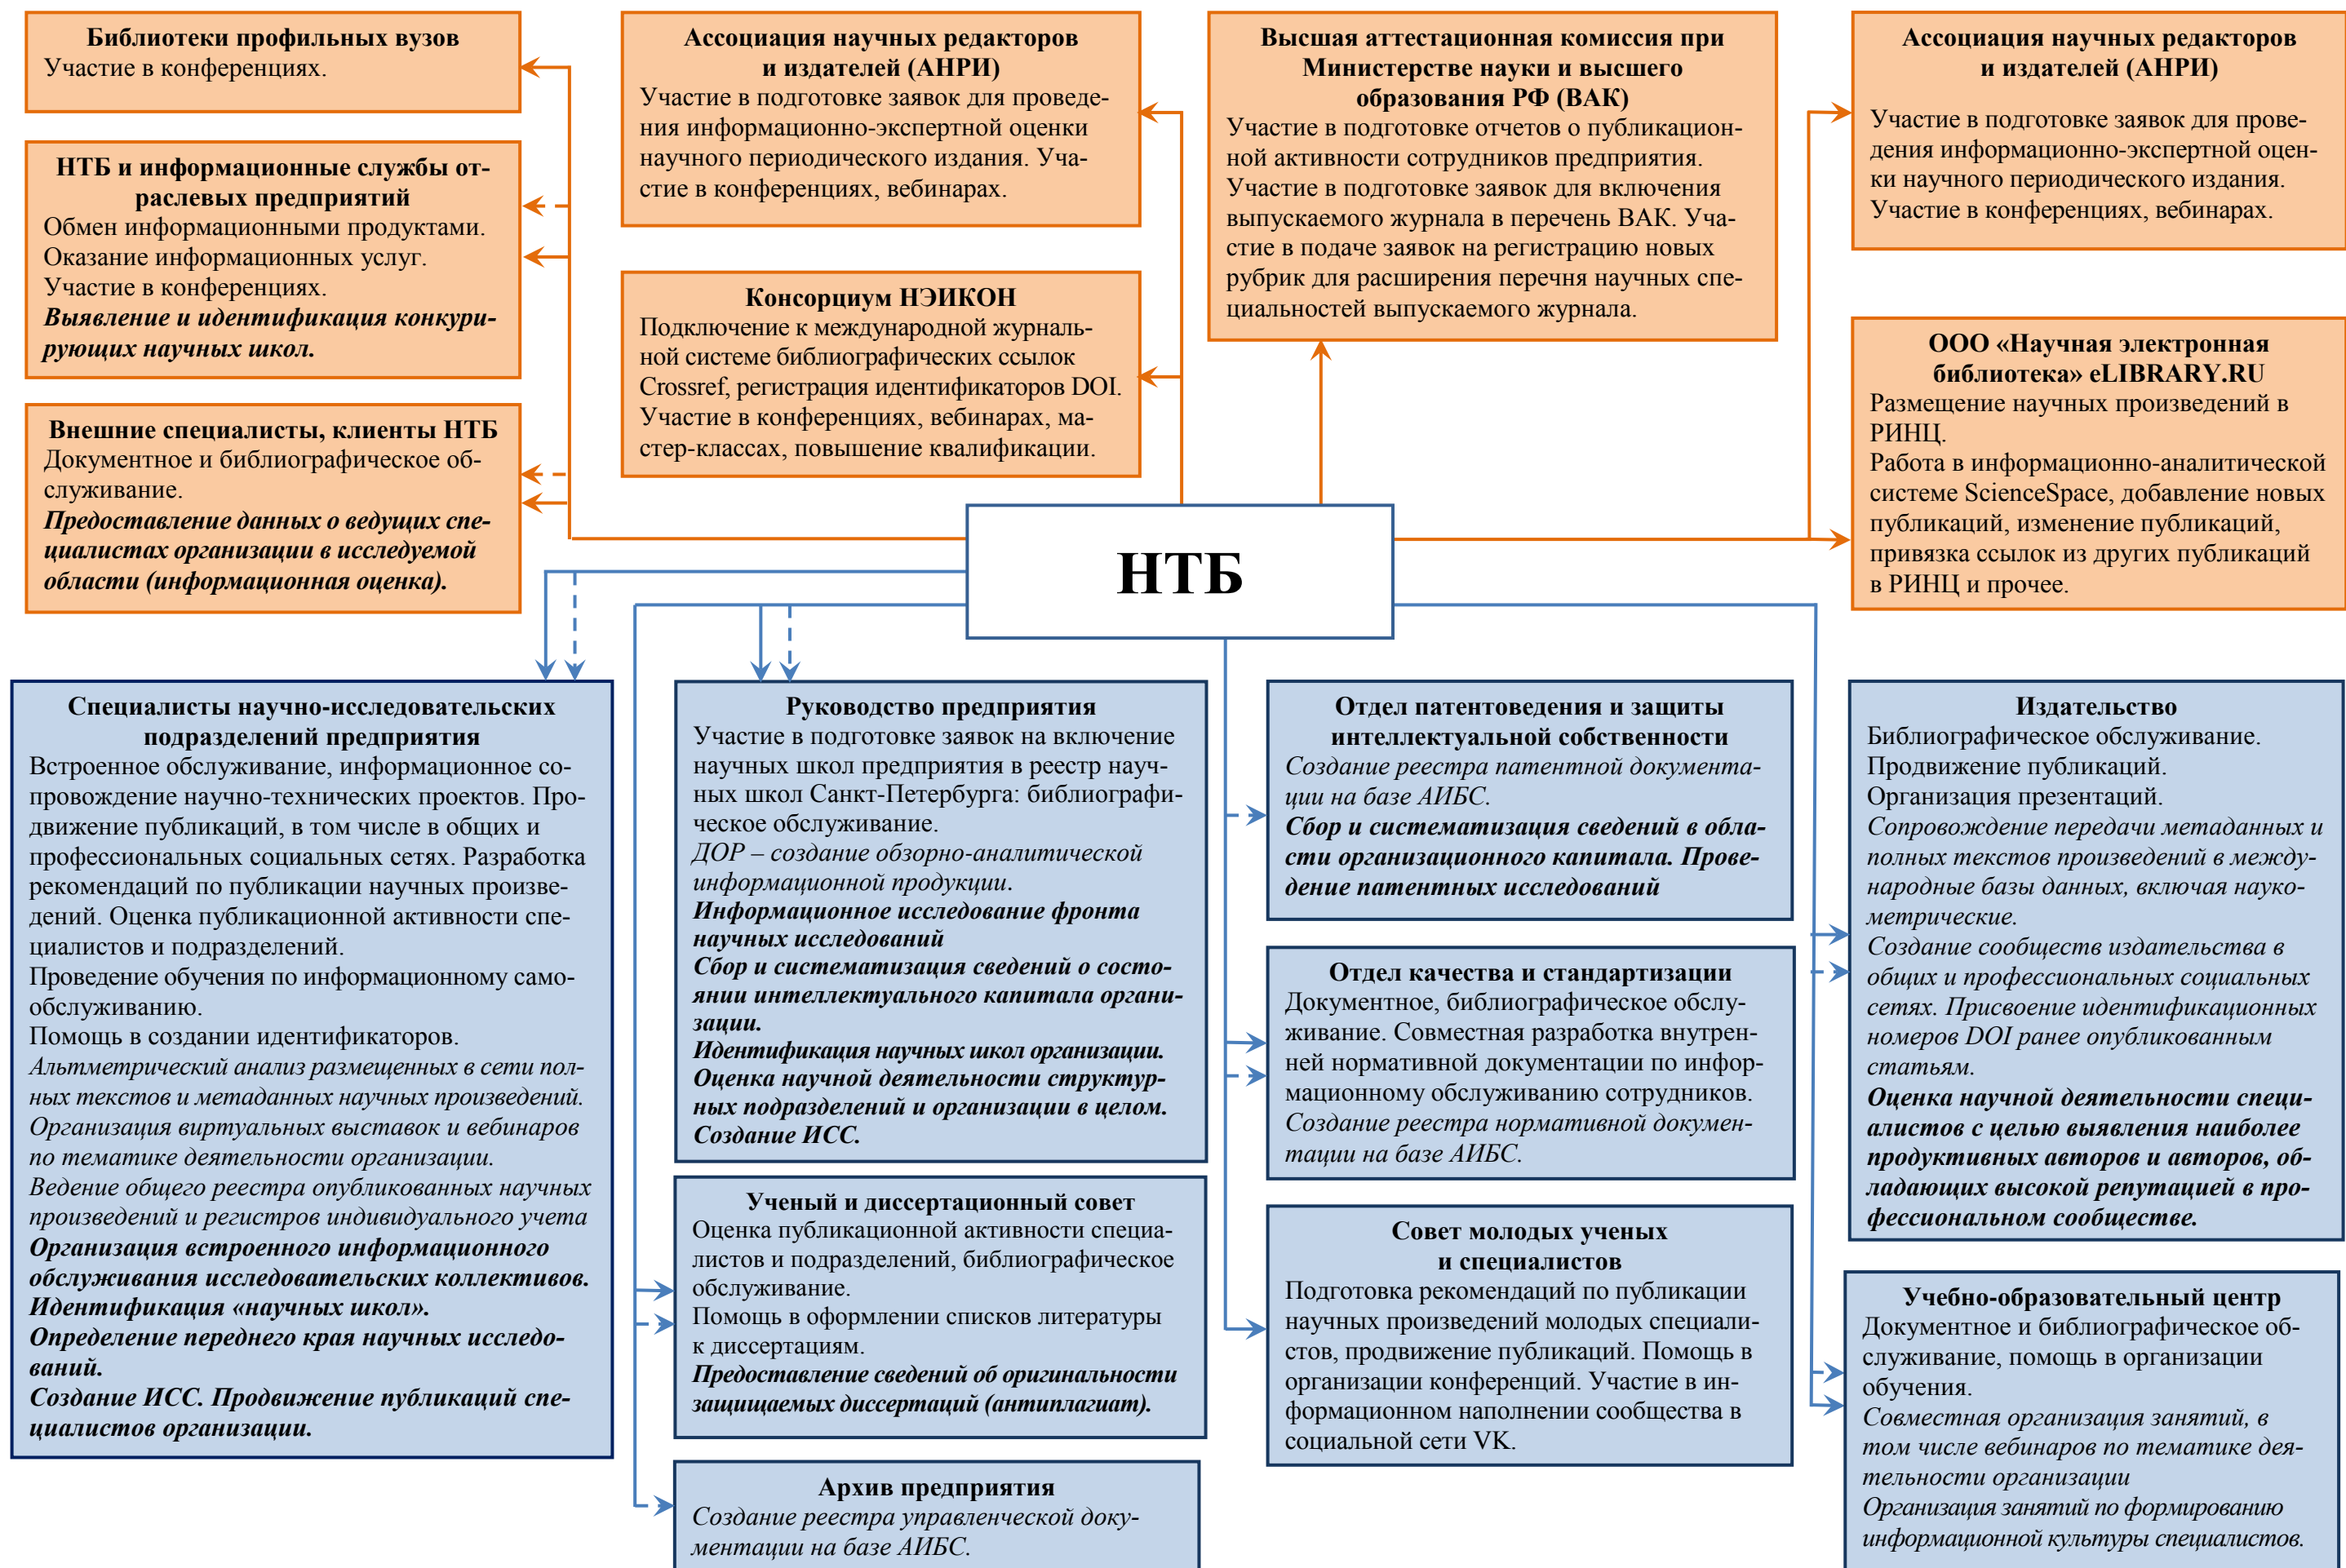 Библиотеки профильных вузов
Участие в конференциях.
НТБ и информационные службы от-
раслевых предприятий
Обмен информационными продуктами.
Оказание информационных услуг.
Участие в конференциях.
Выявление и идентификация конкури-
рующих научных школ.
Внешние специалисты, клиенты НТБ
Документное и библиографическое об-
служивание.
Предоставление данных о ведущих спе-
циалистах организации в исследуемой
области (информационная оценка).
Ассоциация научных редакторов
и издателей (АНРИ)
Участие в подготовке заявок для проведе-
ния информационно-экспертной оценки
научного периодического издания. Уча-
стие в конференциях, вебинарах.
Консорциум НЭИКОН
Подключение к международной журналь-
ной системе библиографических ссылок
Crossref, регистрация идентификаторов DOI.
Участие в конференциях, вебинарах, ма-
стер-классах, повышение квалификации.
Высшая аттестационная комиссия при
Министерстве науки и высшего
образования РФ (ВАК)
Участие в подготовке отчетов о публикацион-
ной активности сотрудников предприятия.
Участие в подготовке заявок для включения
выпускаемого журнала в перечень ВАК. Уча-
стие в подаче заявок на регистрацию новых
рубрик для расширения перечня научных спе-
циальностей выпускаемого журнала.
Ассоциация научных редакторов
и издателей (АНРИ)
Участие в подготовке заявок для прове-
дения информационно-экспертной оцен-
ки научного периодического издания.
Участие в конференциях, вебинарах.
ООО «Научная электронная
библиотека» eLIBRARY.RU
Размещение научных произведений в
РИНЦ.
Работа в информационно-аналитической
системе ScienceSpace, добавление новых
публикаций, изменение публикаций,
привязка ссылок из других публикаций
в РИНЦ и прочее.
НТБ
Специалисты научно-исследовательских
подразделений предприятия
Встроенное обслуживание, информационное со-
провождение научно-технических проектов. Про-
движение публикаций, в том числе в общих и
профессиональных социальных сетях. Разработка
рекомендаций по публикации научных произве-
дений. Оценка публикационной активности спе-
циалистов и подразделений.
Проведение обучения по информационному само-
обслуживанию.
Помощь в создании идентификаторов.
Альтметрический анализ размещенных в сети пол-
ных текстов и метаданных научных произведений.
Организация виртуальных выставок и вебинаров
по тематике деятельности организации.
Ведение общего реестра опубликованных научных
произведений и регистров индивидуального учета
Организация встроенного информационного
обслуживания исследовательских коллективов.
Идентификация «научных школ».
Определение переднего края научных исследо-
ваний.
Создание ИСС. Продвижение публикаций спе-
циалистов организации.
Руководство предприятия
Участие в подготовке заявок на включение
научных школ предприятия в реестр науч-
ных школ Санкт-Петербурга: библиографи-
ческое обслуживание.
ДОР – создание обзорно-аналитической
информационной продукции.
Информационное исследование фронта
научных исследований
Сбор и систематизация сведений о состо-
янии интеллектуального капитала органи-
зации.
Идентификация научных школ организации.
Оценка научной деятельности структур-
ных подразделений и организации в целом.
Создание ИСС.
Ученый и диссертационный совет
Оценка публикационной активности специа-
листов и подразделений, библиографическое
обслуживание.
Помощь в оформлении списков литературы
к диссертациям.
Предоставление сведений об оригинальности
защищаемых диссертаций (антиплагиат).
Архив предприятия
Создание реестра управленческой доку-
ментации на базе АИБС.
Отдел патентоведения и защиты
интеллектуальной собственности
Создание реестра патентной документа-
ции на базе АИБС.
Сбор и систематизация сведений в обла-
сти организационного капитала. Прове-
дение патентных исследований
Отдел качества и стандартизации
Документное, библиографическое обслу-
живание. Совместная разработка внутрен-
ней нормативной документации по инфор-
мационному обслуживанию сотрудников.
Создание реестра нормативной докумен-
тации на базе АИБС.
Совет молодых ученых
и специалистов
Подготовка рекомендаций по публикации
научных произведений молодых специали-
стов, продвижение публикаций. Помощь в
организации конференций. Участие в ин-
формационном наполнении сообщества в
социальной сети VK.
Издательство
Библиографическое обслуживание.
Продвижение публикаций.
Организация презентаций.
Сопровождение передачи метаданных и
полных текстов произведений в между-
народные базы данных, включая науко-
метрические.
Создание сообществ издательства в
общих и профессиональных социальных
сетях. Присвоение идентификационных
номеров DOI ранее опубликованным
статьям.
Оценка научной деятельности специ-
алистов с целью выявления наиболее
продуктивных авторов и авторов, об-
ладающих высокой репутацией в про-
фессиональном сообществе.
Учебно-образовательный центр
Документное и библиографическое об-
служивание, помощь в организации
обучения.
Совместная организация занятий, в
том числе вебинаров по тематике дея-
тельности организации
Организация занятий по формированию
информационной культуры специалистов.